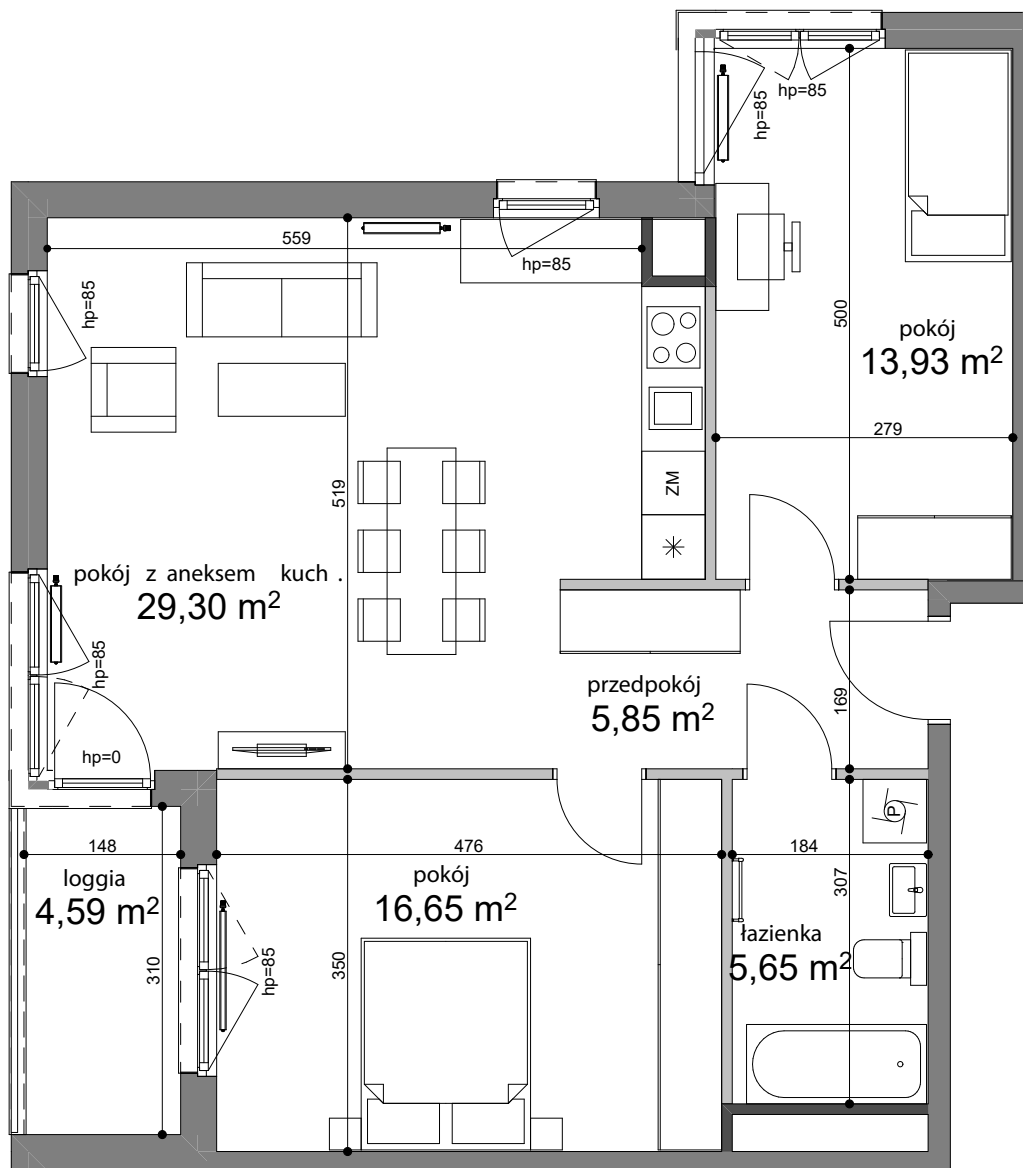 hp=85
hp=85
559
hp=85
hp=85
500
pokój
13,93 m²
279
519
ZM
pokój z aneksem kuch .
29,30 m²
hp=85
hp=0
przedpokój
5,85 m²
169
148
loggia
4,59 m²
310
476
pokój
16,65 m²
350
hp=85
P
184
307
łazienka
5,65 m²